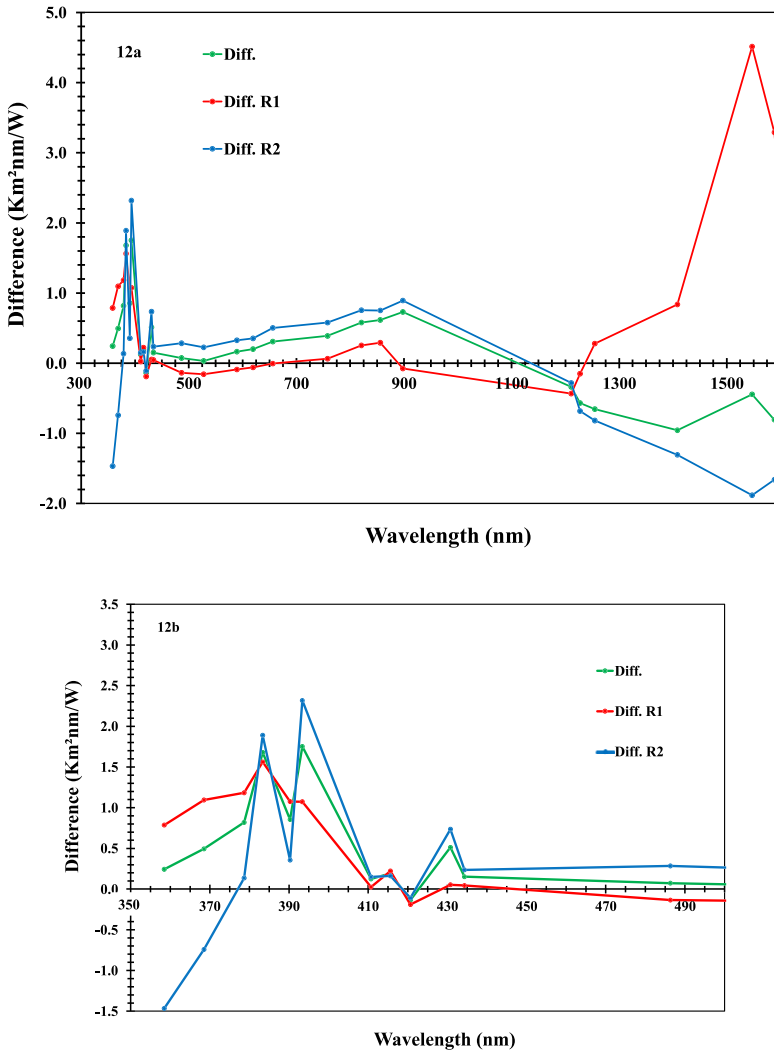 12a
Diff.
Diff. R1
Diff. R2
Difference (Km²nm/W)
5.0
4.0
3.0
2.0
1.0
0.0
-1.0
-2.0
300 500 700 900 1100 1300 1500
Wavelength (nm)
12b
Diff.
Diff. R1
Diff. R2
Difference (Km²nm/W)
3.5
3.0
2.5
2.0
1.5
1.0
0.5
0.0
-0.5
-1.0
-1.5
350 370 390 410 430 450 470 490
Wavelength (nm)